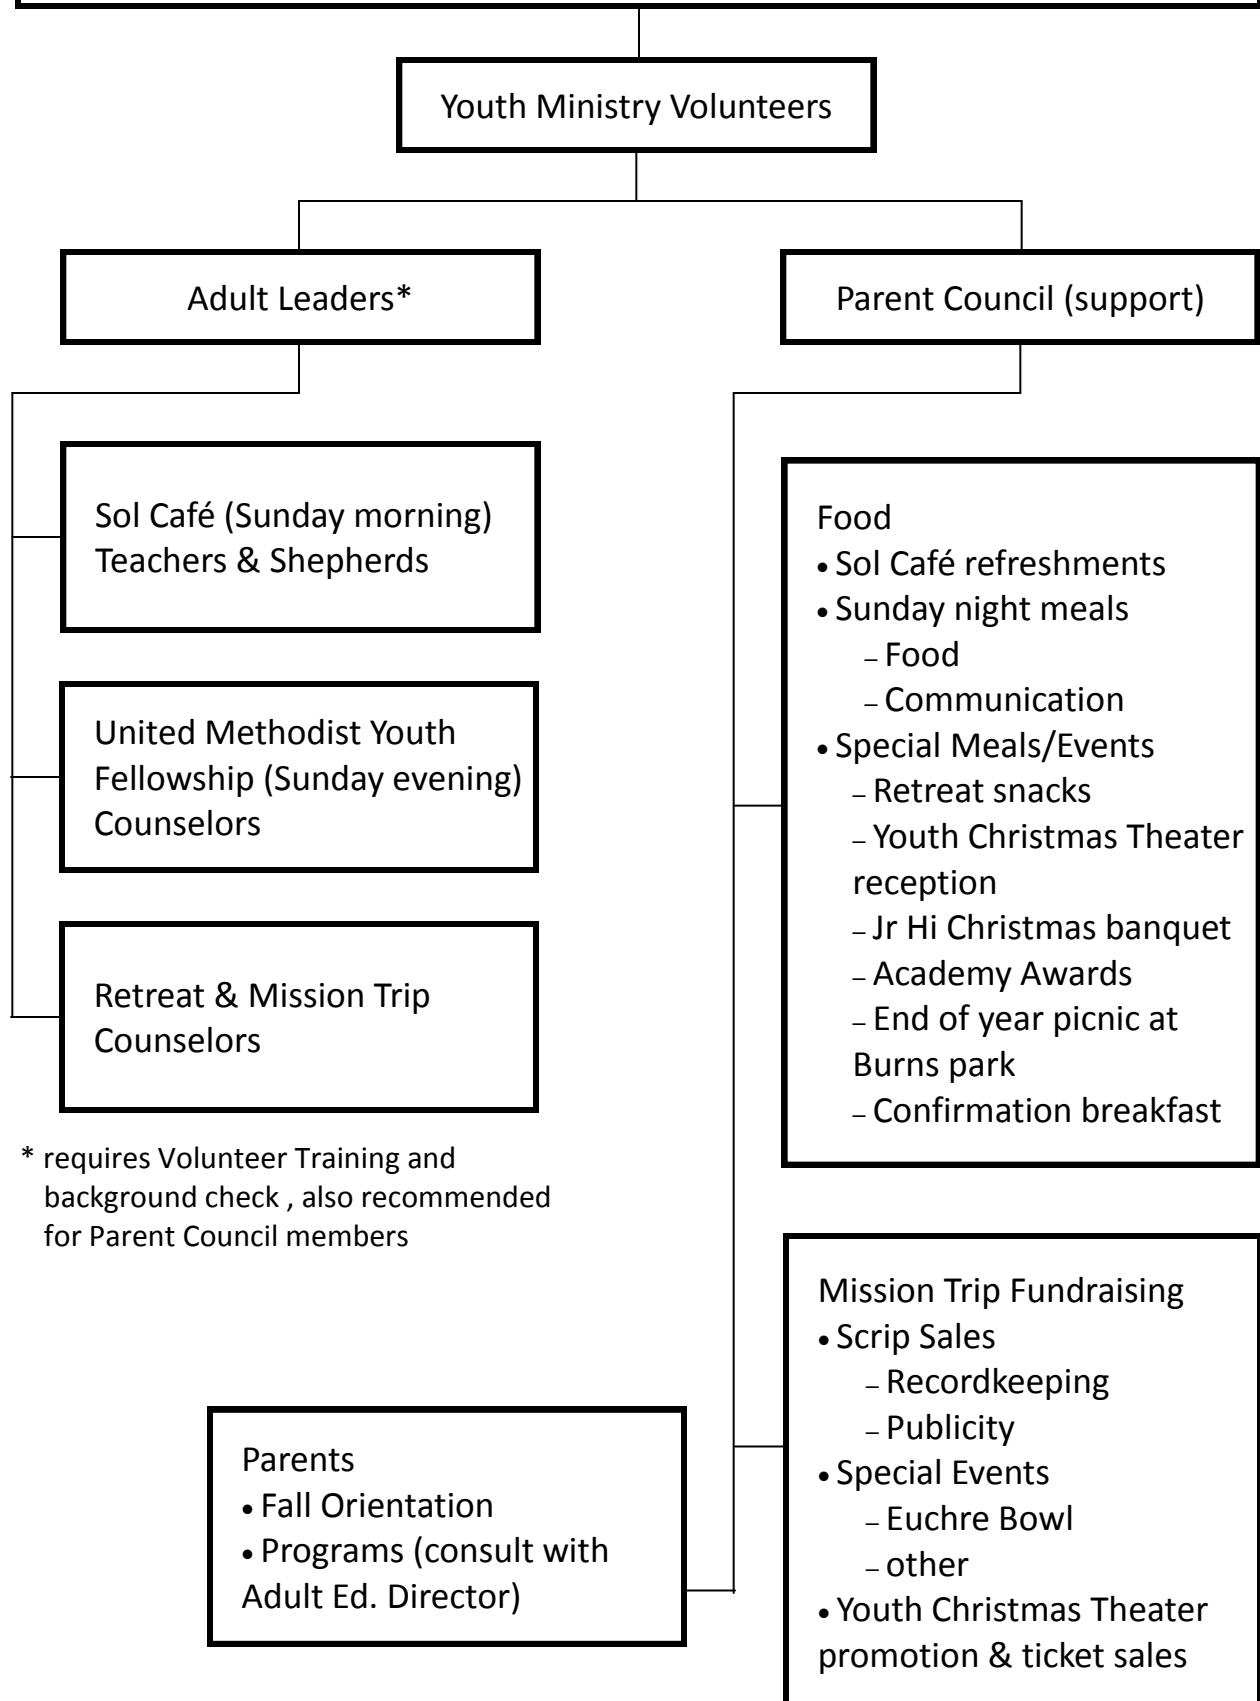 Youth Ministry Volunteers
Adult Leaders*
Parent Council (support)
Sol Café (Sunday morning)
Teachers & Shepherds
United Methodist Youth
Fellowship (Sunday evening)
Counselors
Retreat & Mission Trip
Counselors
* requires Volunteer Training and
background check , also recommended
for Parent Council members
Food
• Sol Café refreshments
• Sunday night meals
– Food
– Communication
• Special Meals/Events
– Retreat snacks
– Youth Christmas Theater
reception
– Jr Hi Christmas banquet
– Academy Awards
– End of year picnic at
Burns park
– Confirmation breakfast
Mission Trip Fundraising
• Scrip Sales
– Recordkeeping
– Publicity
• Special Events
– Euchre Bowl
– other
• Youth Christmas Theater
promotion & ticket sales
Parents
• Fall Orientation
• Programs (consult with
Adult Ed. Director)